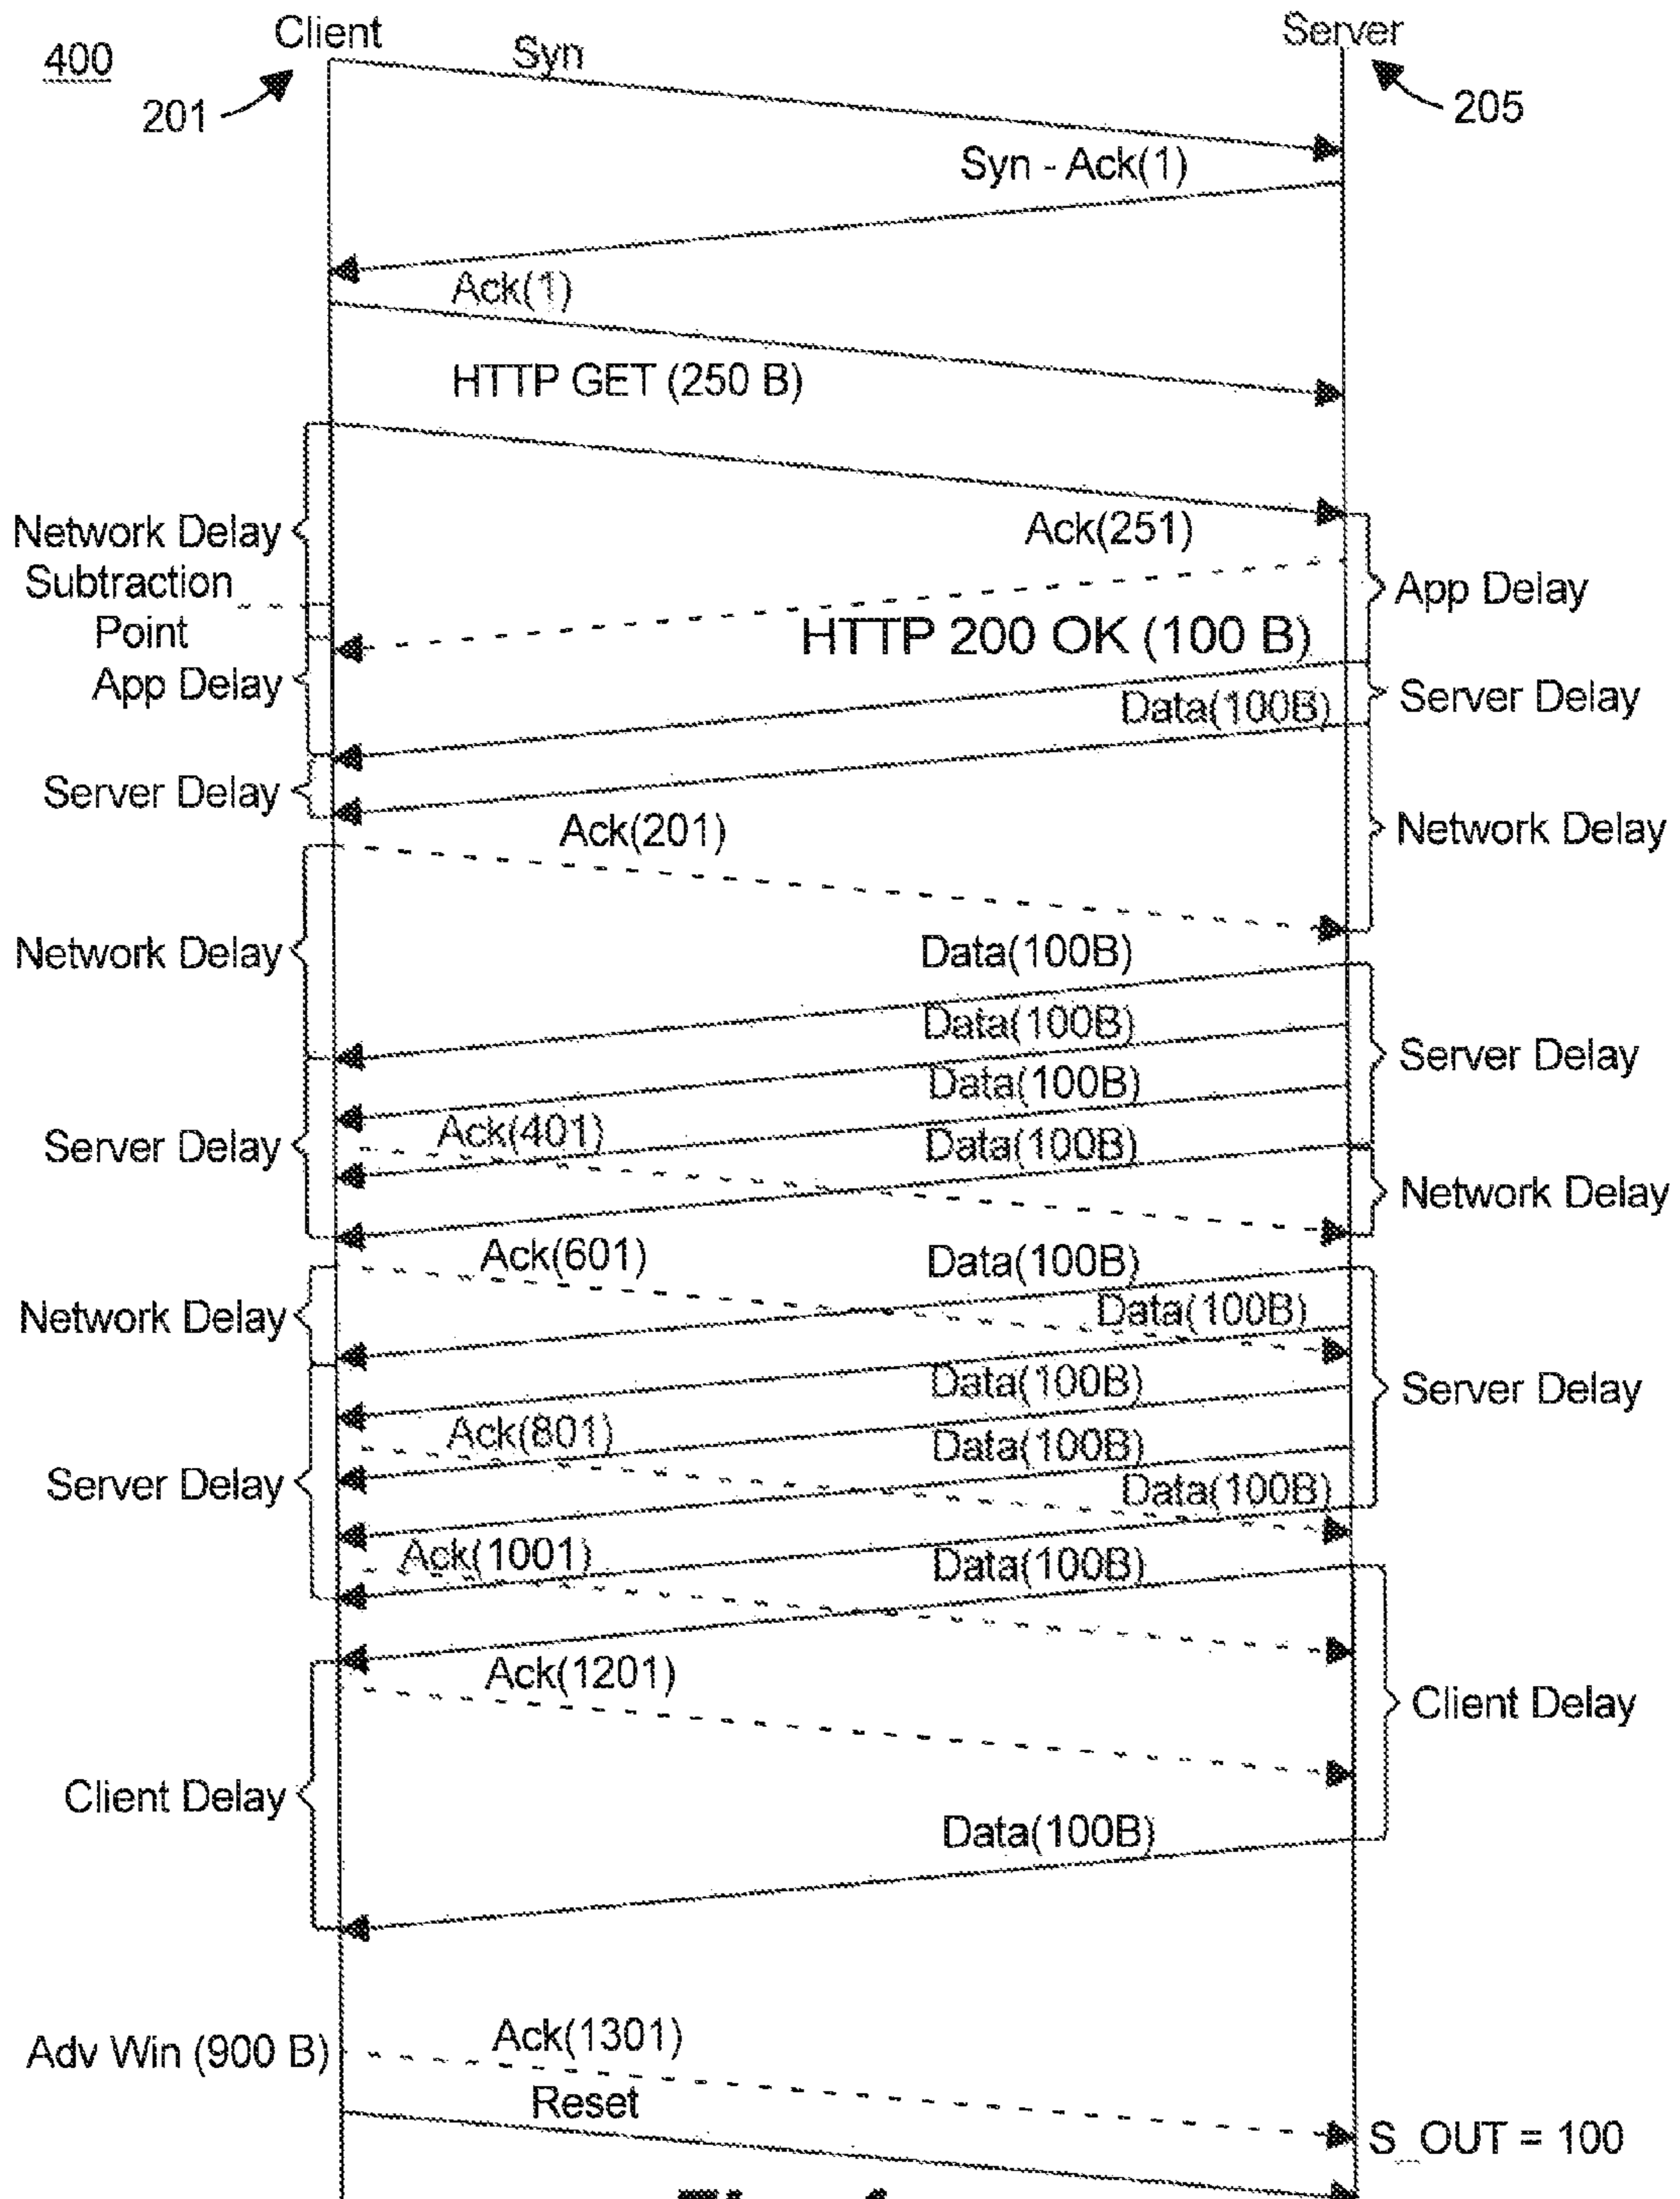 Client
Syn
Server
400
201
205
Syn - Ack(1)
Ack(1)
HTTP GET (250 B)
Network Delay
Ack(251)
Subtraction
Point
App Delay
HTTP 200 OK (100 B)
App Delay
Server Delay
Data(100B)
Server Delay
Ack(201)
Network Delay
Network Delay
Data(100B)
Data(100B)
Server Delay
Data(100B)
Server Delay
Ack(401)
Data(100B)
Network Delay
Ack(601)
Data(100B)
Network Delay
Data(100B)
Data(100B)
Server Delay
Ack(801)
Data(100B)
Server Delay
Data(100B)
Ack(1001)
Data(100B)
Ack(1201)
Client Delay
Client Delay
Data(100B)
Adv Win (900 B)
Ack(1301)
Reset
S_OUT = 100